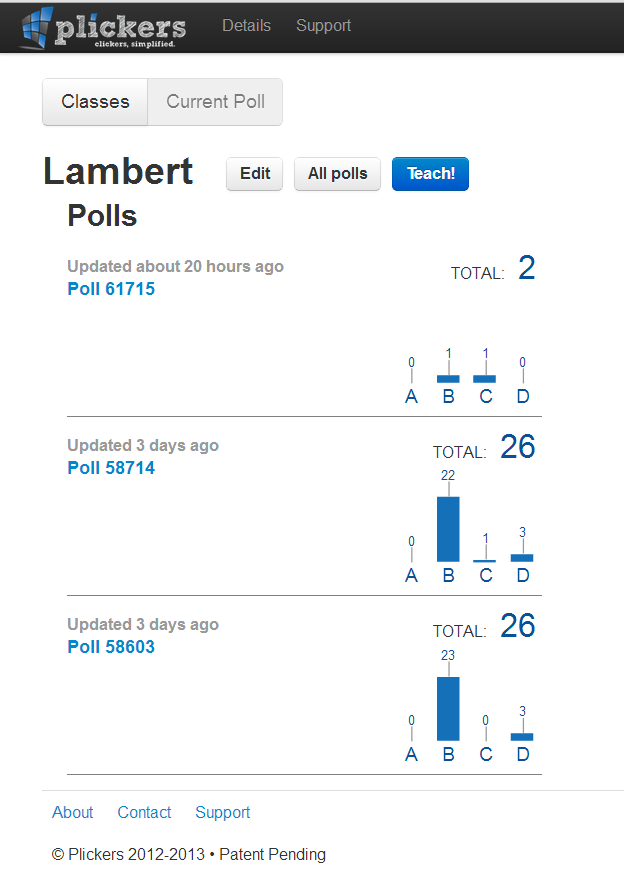 plickers
clickers, simplified.
Details Support
Classes Current Poll
Lambert Edit All polls Teach!
Polls
Updated about 20 hours ago
TOTAL: 2
Poll 61715
0 1 1 0
A B C D
Updated 3 days ago
TOTAL: 26
Poll 58714
0 22 1 3
A B C D
Updated 3 days ago
TOTAL: 26
Poll 58603
0 23 0 3
A B C D
About Contact Support
© Plickers 2012-2013 • Patent Pending